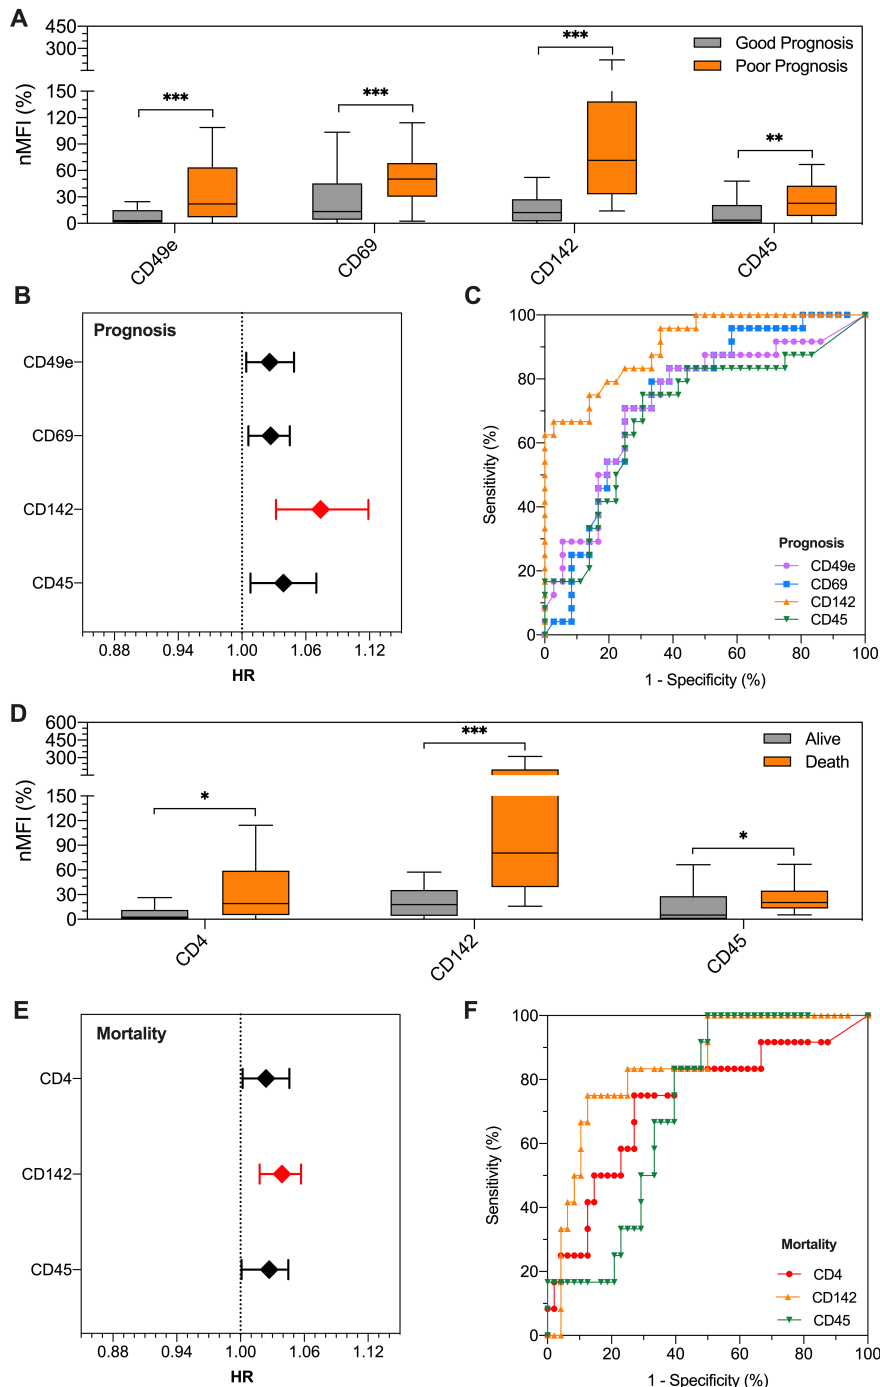 A
450
300
150
120
90
60
30
0
nMFI (%)
***
***
***
**
Good Prognosis
Poor Prognosis
CD49e
CD69
CD142
CD45
B
Prognosis
CD49e
CD69
CD142
CD45
0.88
0.94
1.00
1.06
1.12
HR
C
100
80
60
40
20
0
Sensitivity (%)
Prognosis
CD49e
CD69
CD142
CD45
0
20
40
60
80
100
1 - Specificity (%)
D
600
450
300
150
120
90
60
30
0
nMFI (%)
*
***
*
Alive
Death
CD4
CD142
CD45
E
Mortality
CD4
CD142
CD45
0.88
0.94
1.00
1.06
1.12
HR
F
100
80
60
40
20
0
Sensitivity (%)
Mortality
CD4
CD142
CD45
0
20
40
60
80
100
1 - Specificity (%)